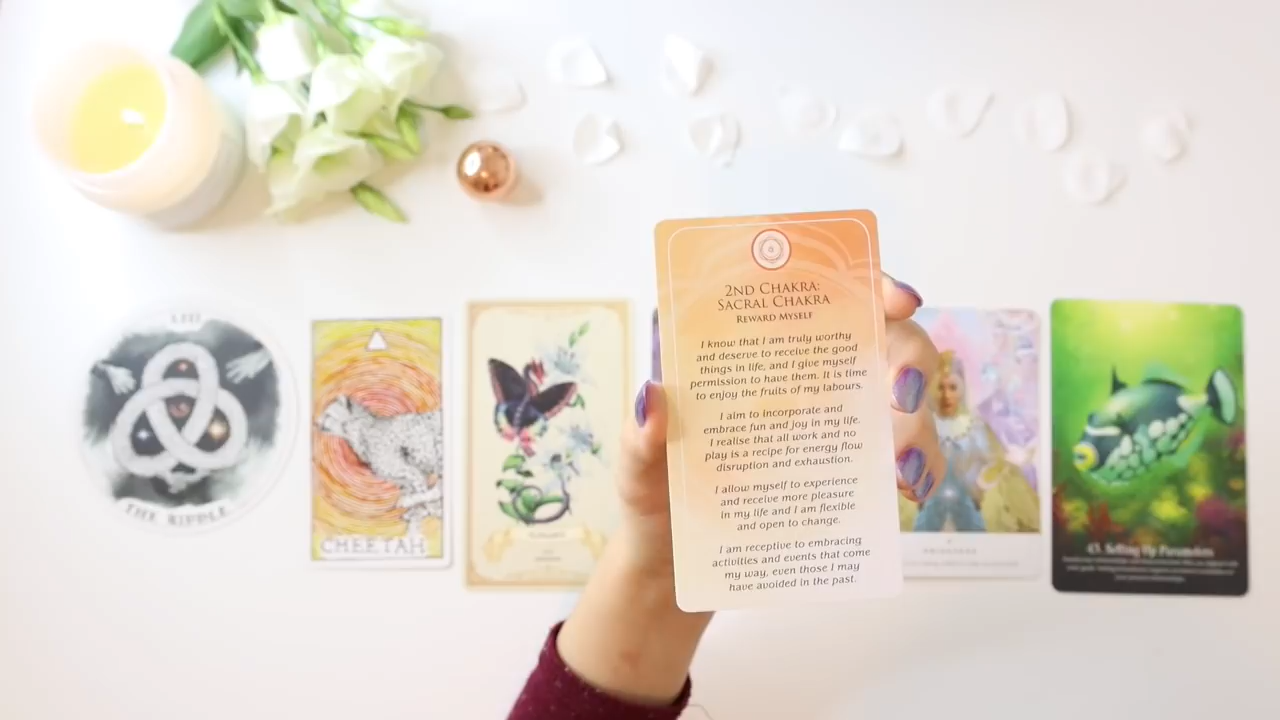 2ND CHAKRA:
SACRAL CHAKRA
REWARD MYSELF
I know that I am truly worthy
and deserve to receive the good
things in life, and I give myself
permission to have them. It is time
to enjoy the fruits of my labours.
I aim to incorporate and
embrace fun and joy in my life.
I realise that all work and no
play is a recipe for energy flow
disruption and exhaustion.
I allow myself to experience
and receive more pleasure
in my life and I am flexible
and open to change.
I am receptive to embracing
activities and events that come
my way, even those I may
have avoided in the past.
THE RIDDLE
CHEETAH
43. Setting Up Parameters